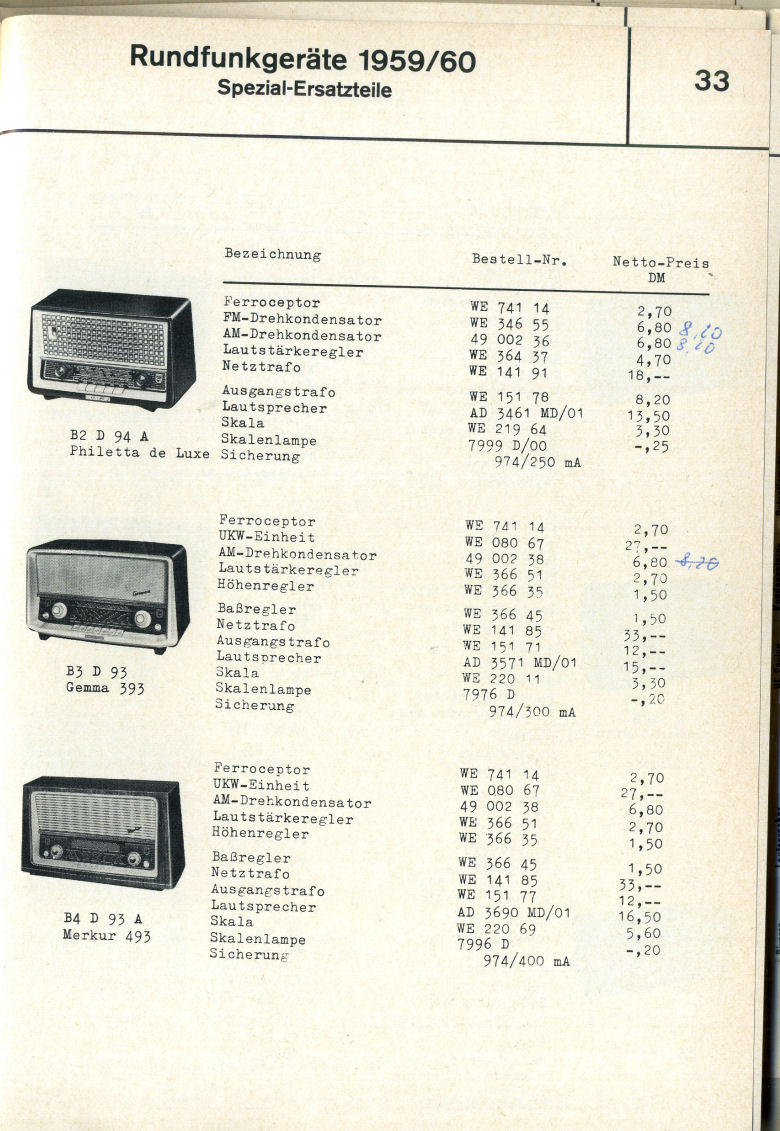 Rundfunkgeräte 1959/60
Spezial-Ersatzteile
33
Bezeichnung Bestell-Nr. Netto-Preis
DM
Ferroceptor WE 741 14 2,70
FM-Drehkondensator WE 346 55 6,80 8,20
AM-Drehkondensator 49 002 36 6,80 8,20
Lautstärkeregler WE 364 37 4,70
Netztrafo WE 141 91 18,--
Ausgangstrafo WE 151 78 8,20
Lautsprecher AD 3461 MD/01 13,50
Skala WE 219 64 3,30
Skalenlampe 7999 D/00 -,25
Sicherung 974/250 mA
B2 D 94 A
Philetta de Luxe
Ferroceptor WE 741 14 2,70
UKW-Einheit WE 080 67 27,--
AM-Drehkondensator 49 002 38 6,80 8,20
Lautstärkeregler WE 366 51 2,70
Höhenregler WE 366 35 1,50
Baßregler WE 366 45 1,50
Netztrafo WE 141 85 33,--
Ausgangstrafo WE 151 71 12,--
Lautsprecher AD 3571 MD/01 15,--
Skala WE 220 11 3,30
Skalenlampe 7976 D -,20
Sicherung 974/300 mA
B3 D 93
Gemma 393
Ferroceptor WE 741 14 2,70
UKW-Einheit WE 080 67 27,--
AM-Drehkondensator 49 002 38 6,80
Lautstärkeregler WE 366 51 2,70
Höhenregler WE 366 35 1,50
Baßregler WE 366 45 1,50
Netztrafo WE 141 85 33,--
Ausgangstrafo WE 151 77 12,--
Lautsprecher AD 3690 MD/01 16,50
Skala WE 220 69 5,60
Skalenlampe 7996 D -,20
Sicherung 974/400 mA
B4 D 93 A
Merkur 493